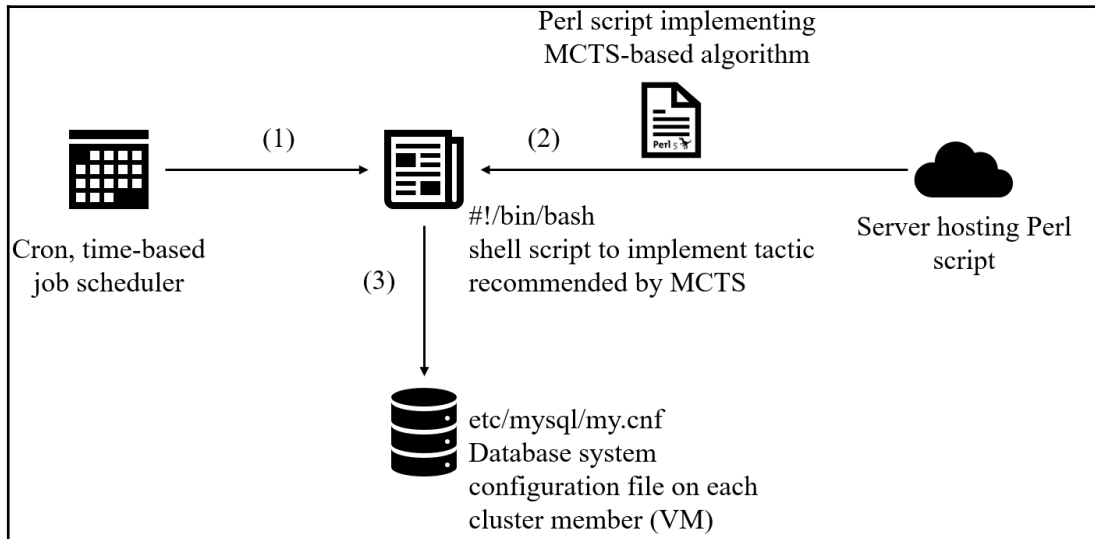 Perl script implementing
MCTS-based algorithm
Perl 5
(1)
(2)
#!/bin/bash
shell script to implement tactic
recommended by MCTS
Server hosting Perl
script
Cron, time-based
job scheduler
(3)
etc/mysql/my.cnf
Database system
configuration file on each
cluster member (VM)